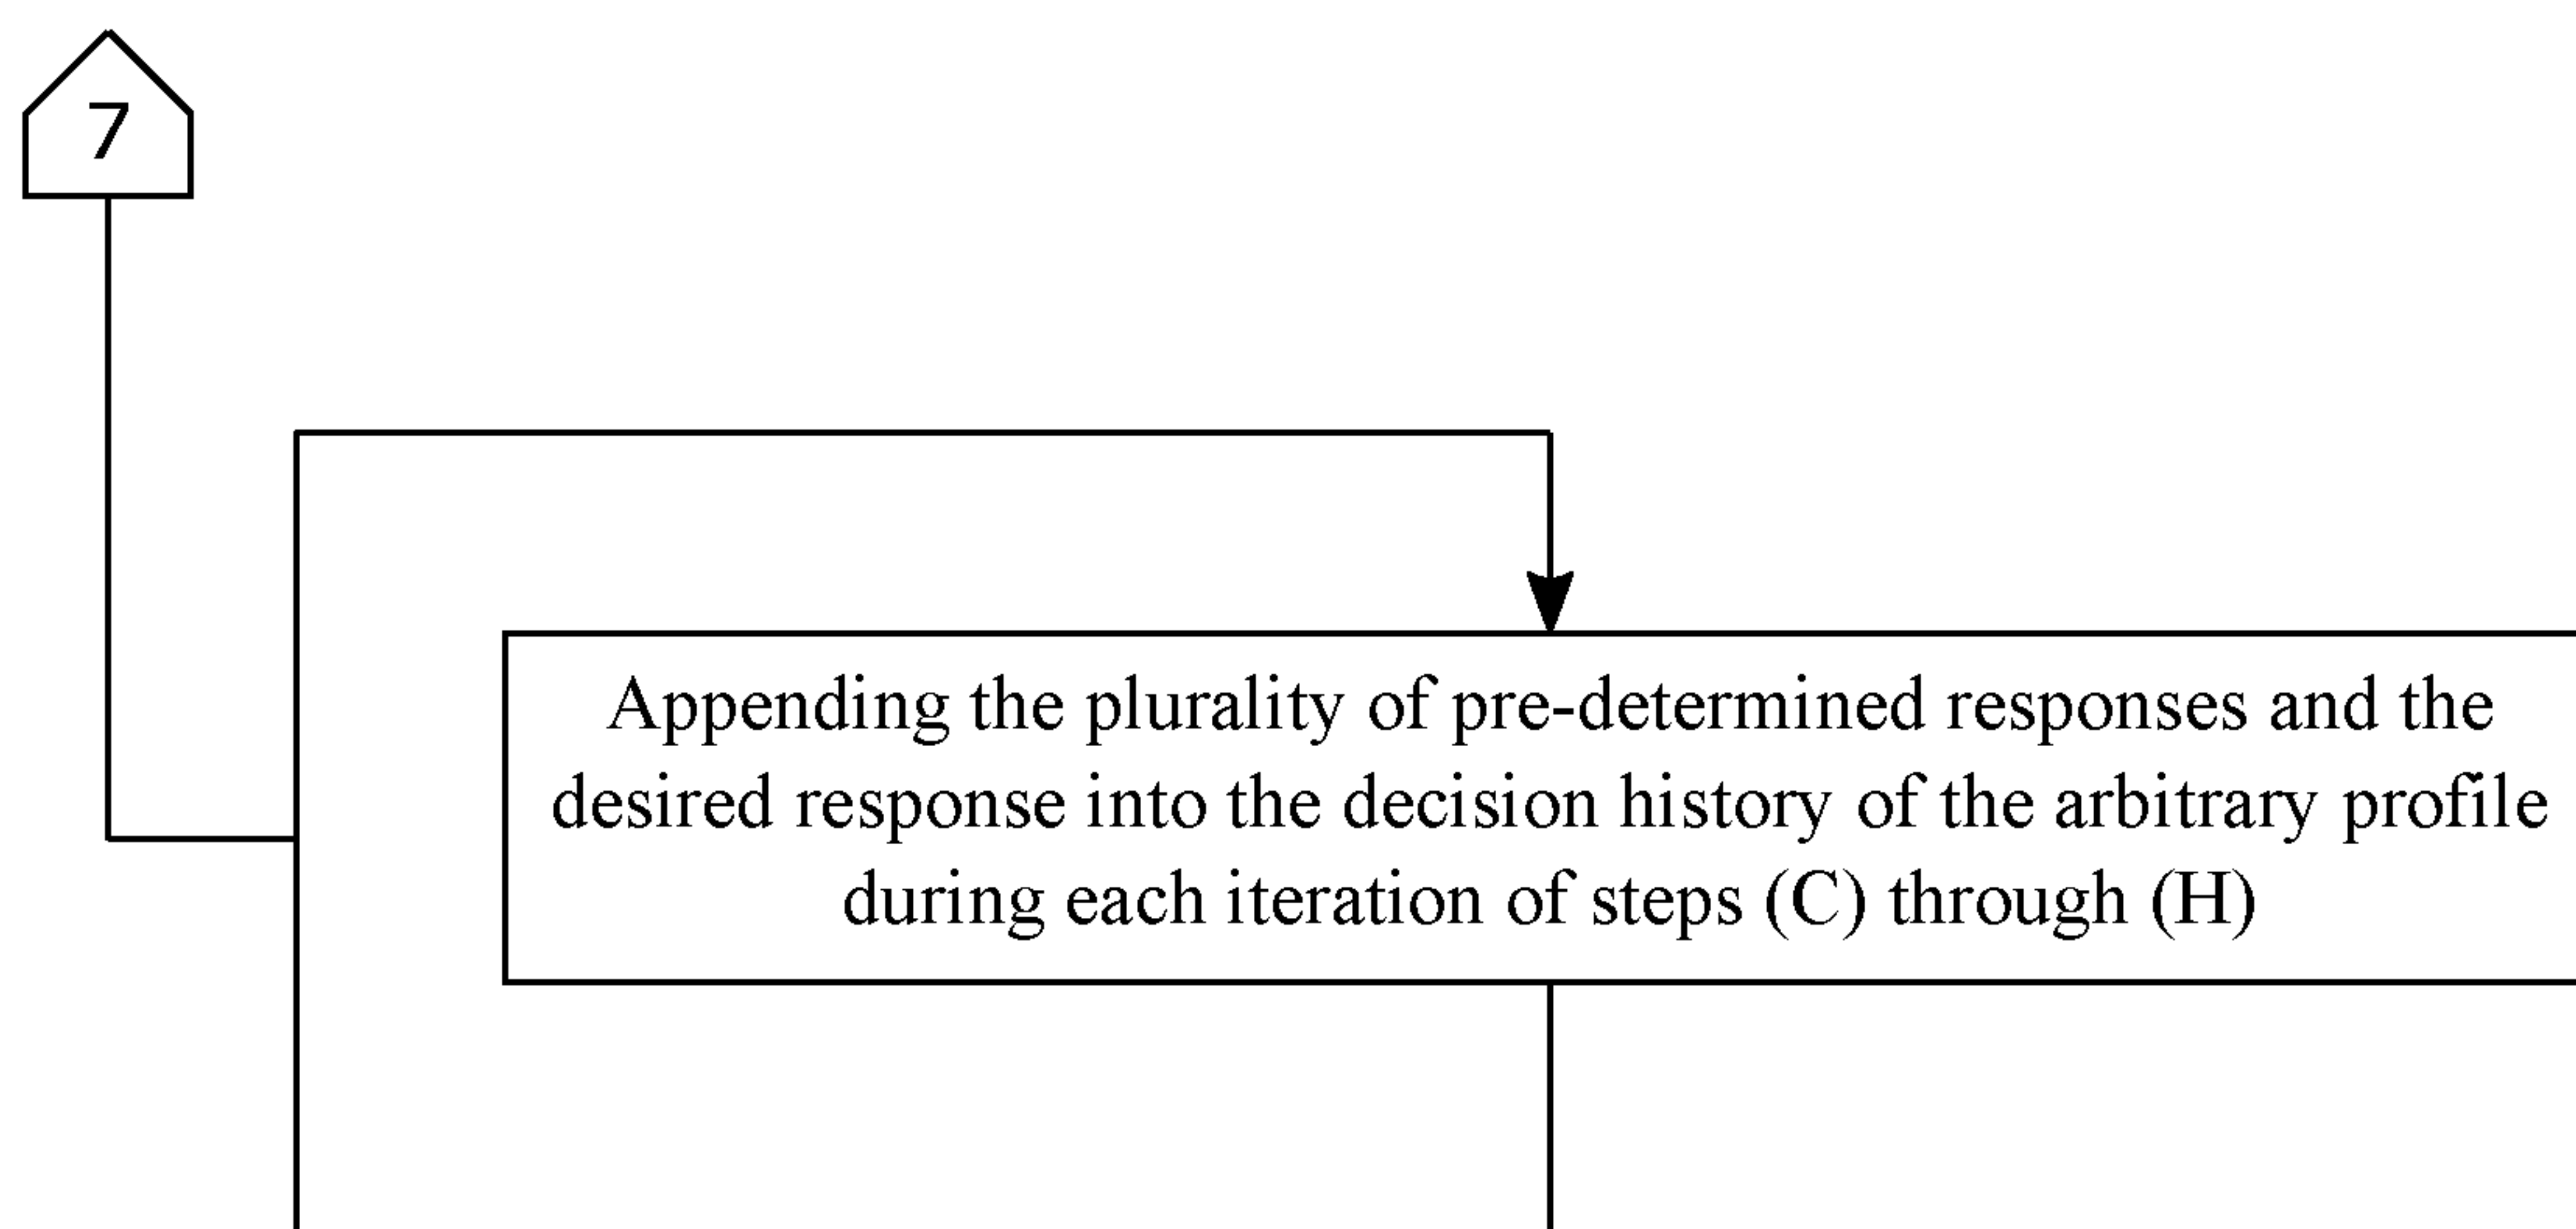 7
Appending the plurality of pre-determined responses and the
desired response into the decision history of the arbitrary profile
during each iteration of steps (C) through (H)